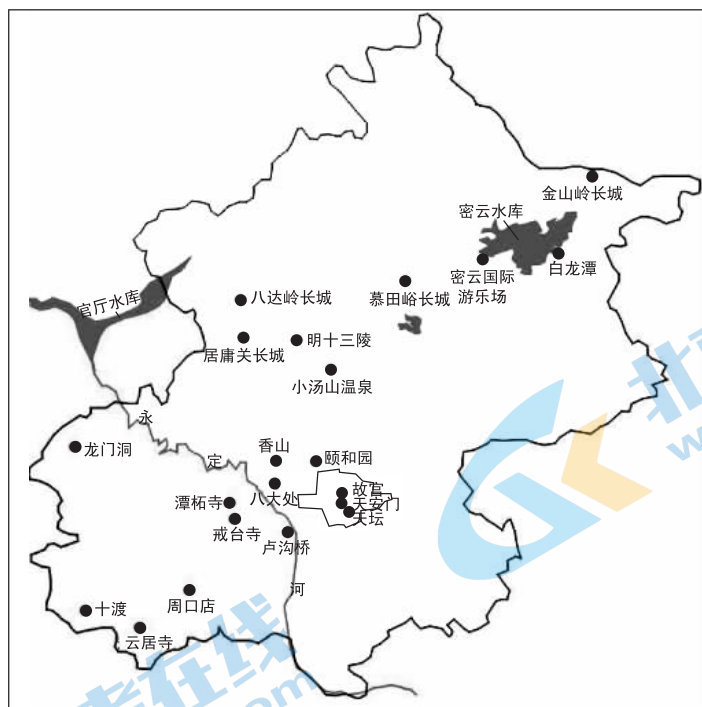 金山岭长城
密云水库
白龙潭
密云国际
游乐场
慕田峪长城
官厅水库
八达岭长城
居庸关长城
明十三陵
小汤山温泉
永
定
河
龙门洞
香山
颐和园
八大处
故宫
天安门
天坛
潭柘寺
戒台寺
卢沟桥
周口店
十渡
云居寺